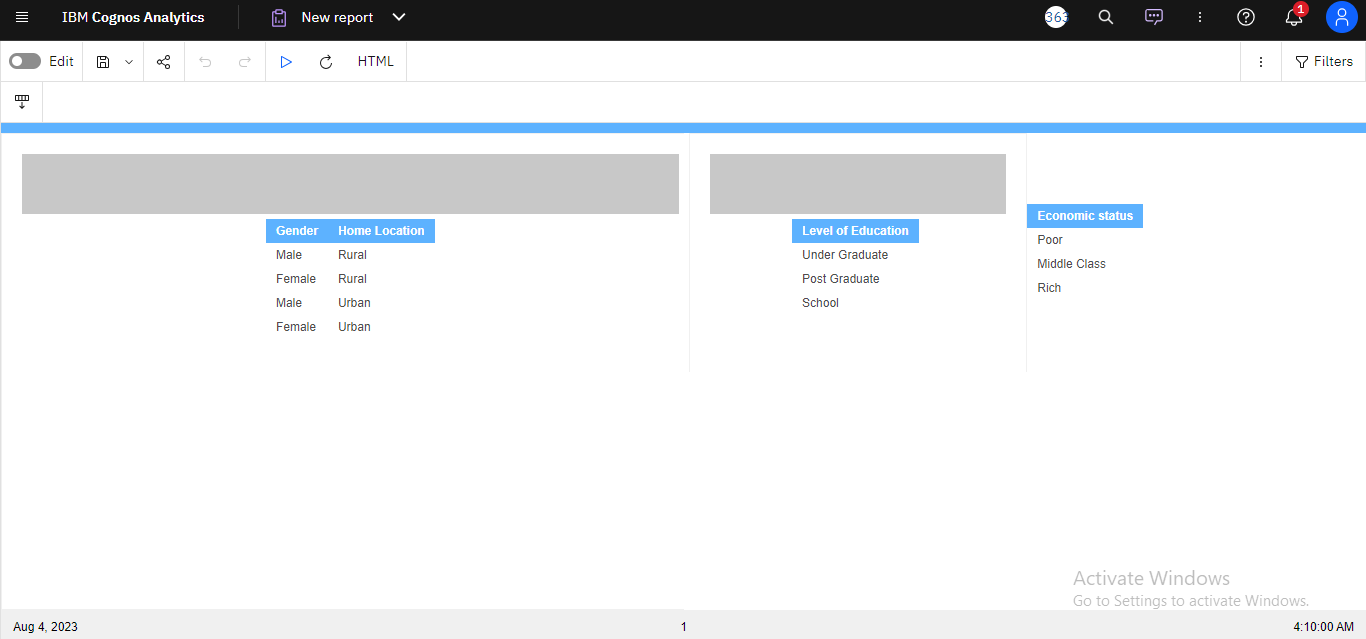 IBM Cognos Analytics
New report
363
1
Edit
HTML
Filters
Gender Home Location
Male Rural
Female Rural
Male Urban
Female Urban
Level of Education
Under Graduate
Post Graduate
School
Economic status
Poor
Middle Class
Rich
Activate Windows
Go to Settings to activate Windows.
Aug 4, 2023 1 4:10:00 AM